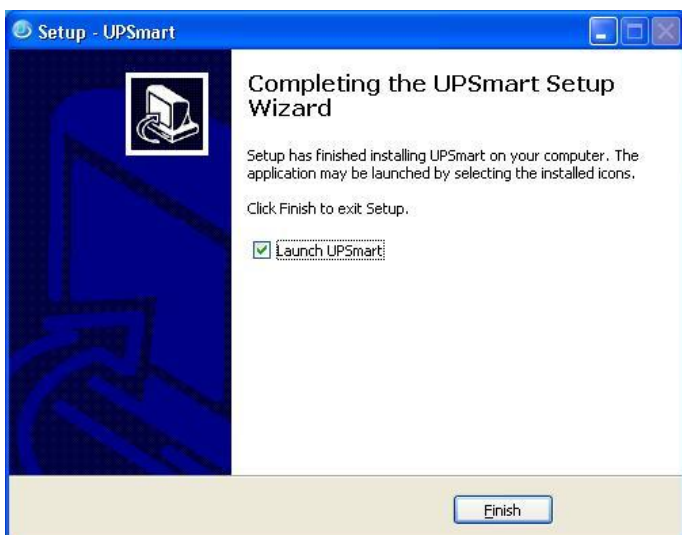 Setup - UPSmart
Completing the UPSmart Setup
Wizard
Setup has finished installing UPSmart on your computer. The
application may be launched by selecting the installed icons.
Click Finish to exit Setup.
Launch UPSmart
Finish